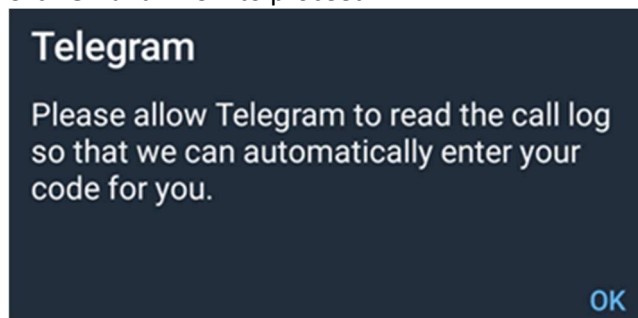 Telegram
Please allow Telegram to read the call log
so that we can automatically enter your
code for you.
OK